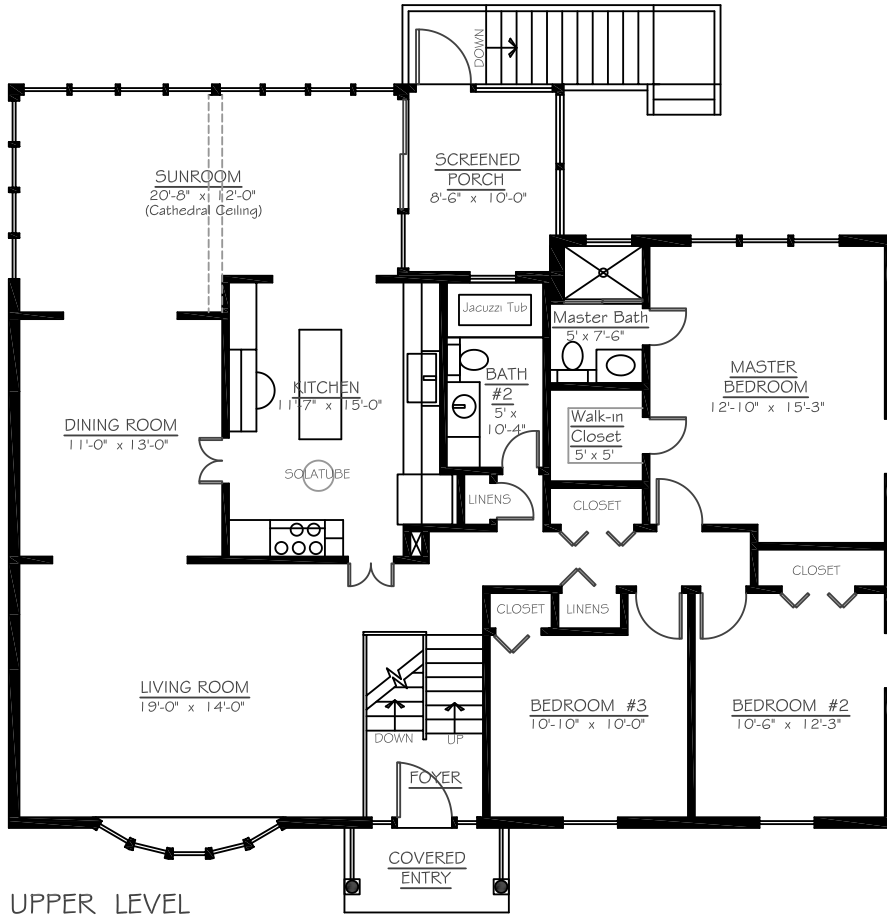 DOWN
SUNROOM
20'-8" x 12'-0"
(Cathedral Ceiling)
SCREENED
PORCH
8'-6" x 10'-0"
Jacuzzi Tub
Master Bath
5' x 7'-6"
KITCHEN
11'-7" x 15'-0"
BATH
#2
5' x
10'-4"
MASTER
BEDROOM
12'-10" x 15'-3"
Walk-in
Closet
5' x 5'
DINING ROOM
11'-0" x 13'-0"
SOLATUBE
LINENS
CLOSET
CLOSET
CLOSET
LINENS
LIVING ROOM
19'-0" x 14'-0"
BEDROOM #3
10'-10" x 10'-0"
BEDROOM #2
10'-6" x 12'-3"
DOWN
UP
FOYER
COVERED
ENTRY
UPPER LEVEL